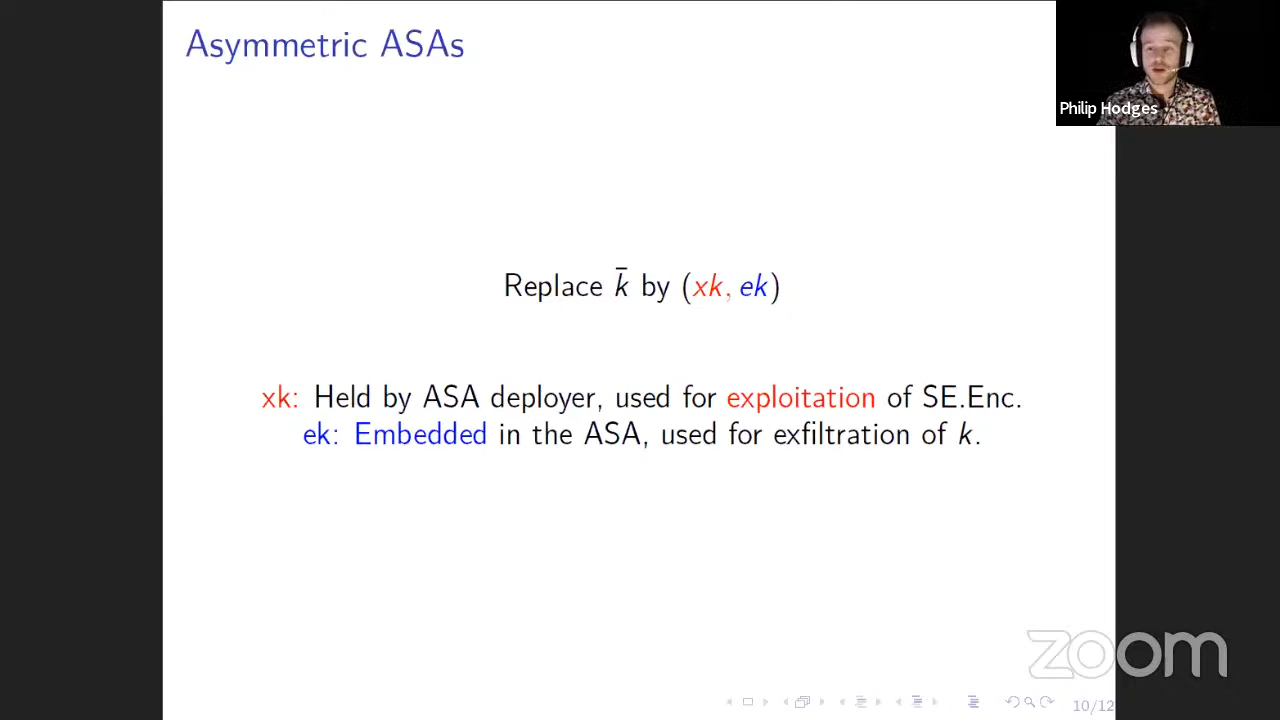 Asymmetric ASAs
Philip Hodges
Replace k̄ by (xk, ek)
xk: Held by ASA deployer, used for exploitation of SE.Enc.
ek: Embedded in the ASA, used for exfiltration of k.
zoom
10/12